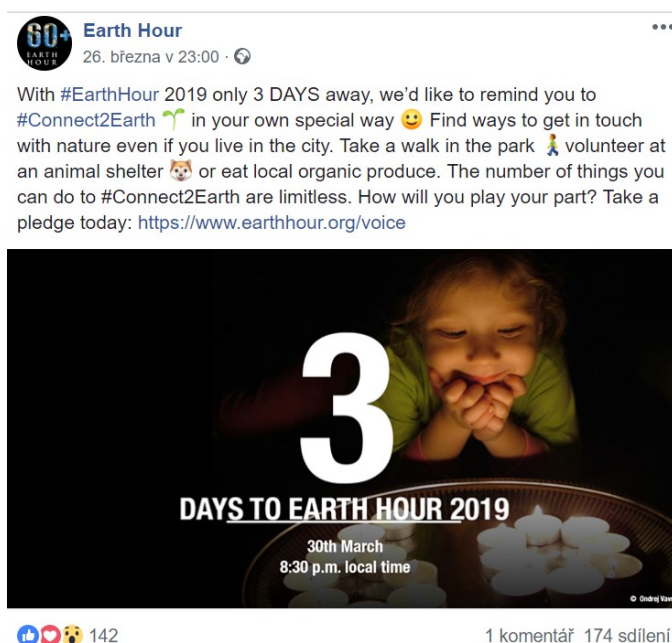 60+
EARTH
HOUR
Earth Hour
26. března v 23:00 ·
With #EarthHour 2019 only 3 DAYS away, we'd like to remind you to
#Connect2Earth 🌱 in your own special way 🙂 Find ways to get in touch
with nature even if you live in the city. Take a walk in the park 🚶 volunteer at
an animal shelter 🐶 or eat local organic produce. The number of things you
can do to #Connect2Earth are limitless. How will you play your part? Take a
pledge today: https://www.earthhour.org/voice
3
DAYS TO EARTH HOUR 2019
30th March
8:30 p.m. local time
© Ondrej Vav
142
1 komentář 174 sdílení